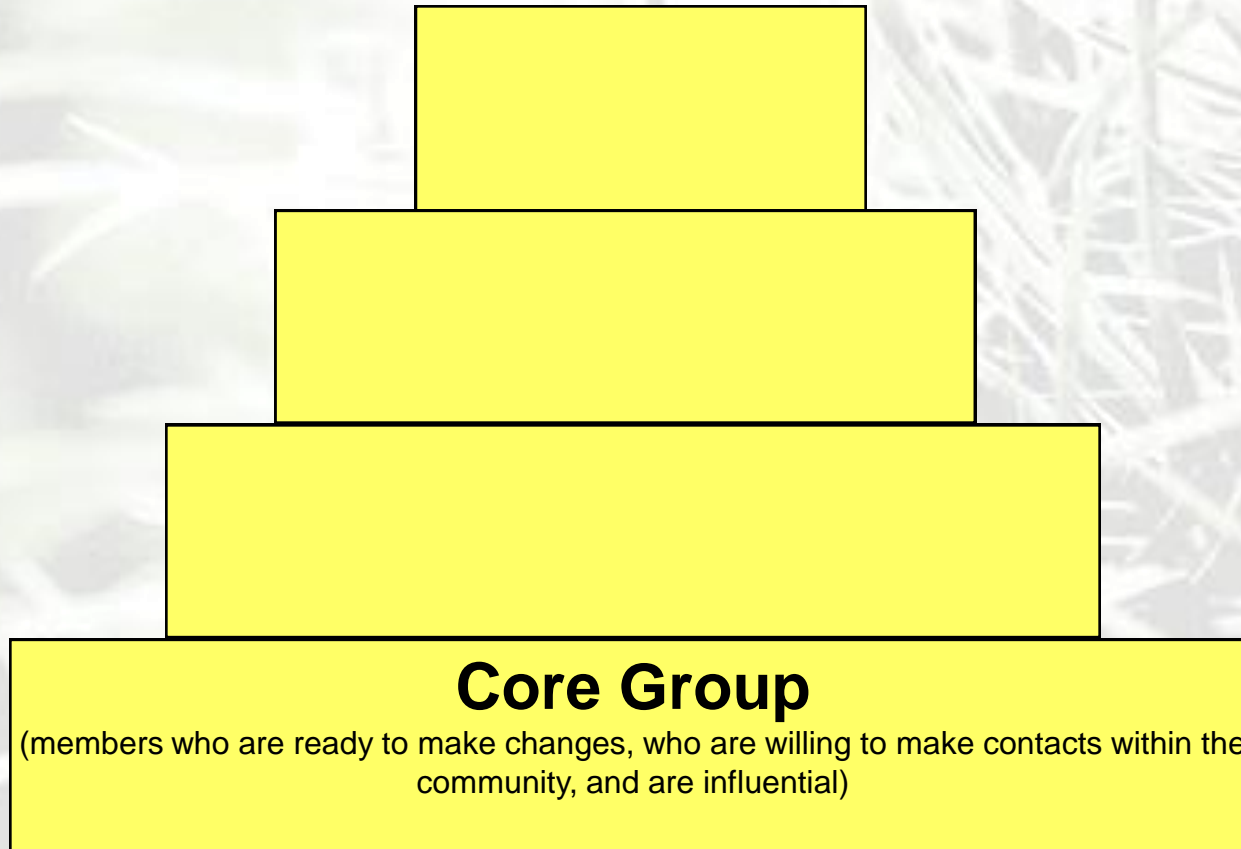 Core Group
(members who are ready to make changes, who are willing to make contacts within the
community, and are influential)